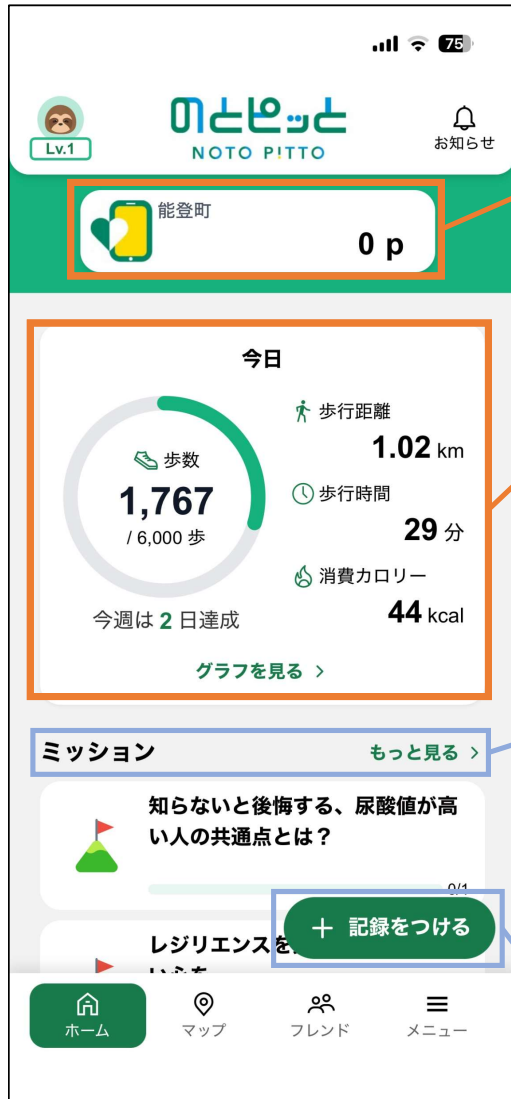 75
Lv.1
のとピッと
NOTO P!TTO
お知らせ
能登町
0 p
今日
歩数
1,767
/ 6,000 歩
今週は 2 日達成
歩行距離
1.02 km
歩行時間
29 分
消費カロリー
44 kcal
グラフを見る >
ミッション
もっと見る >
知らないと後悔する、尿酸値が高
い人の共通点とは？
0/1
レジリエンスを
+ 記録をつける
ホーム
マップ
フレンド
メニュー